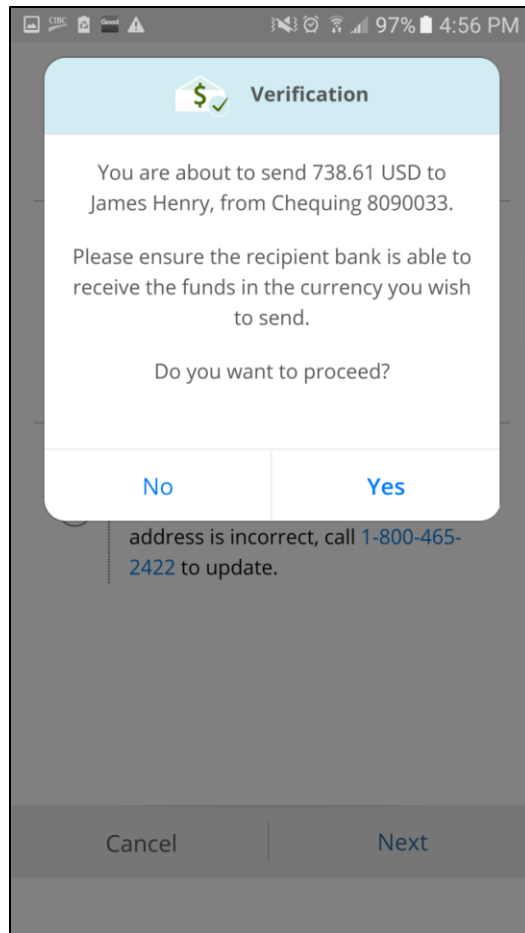 CIBC Good 97% 4:56 PM
$ Verification
You are about to send 738.61 USD to
James Henry, from Chequing 8090033.
Please ensure the recipient bank is able to
receive the funds in the currency you wish
to send.
Do you want to proceed?
No Yes
address is incorrect, call 1-800-465-
2422 to update.
Cancel Next